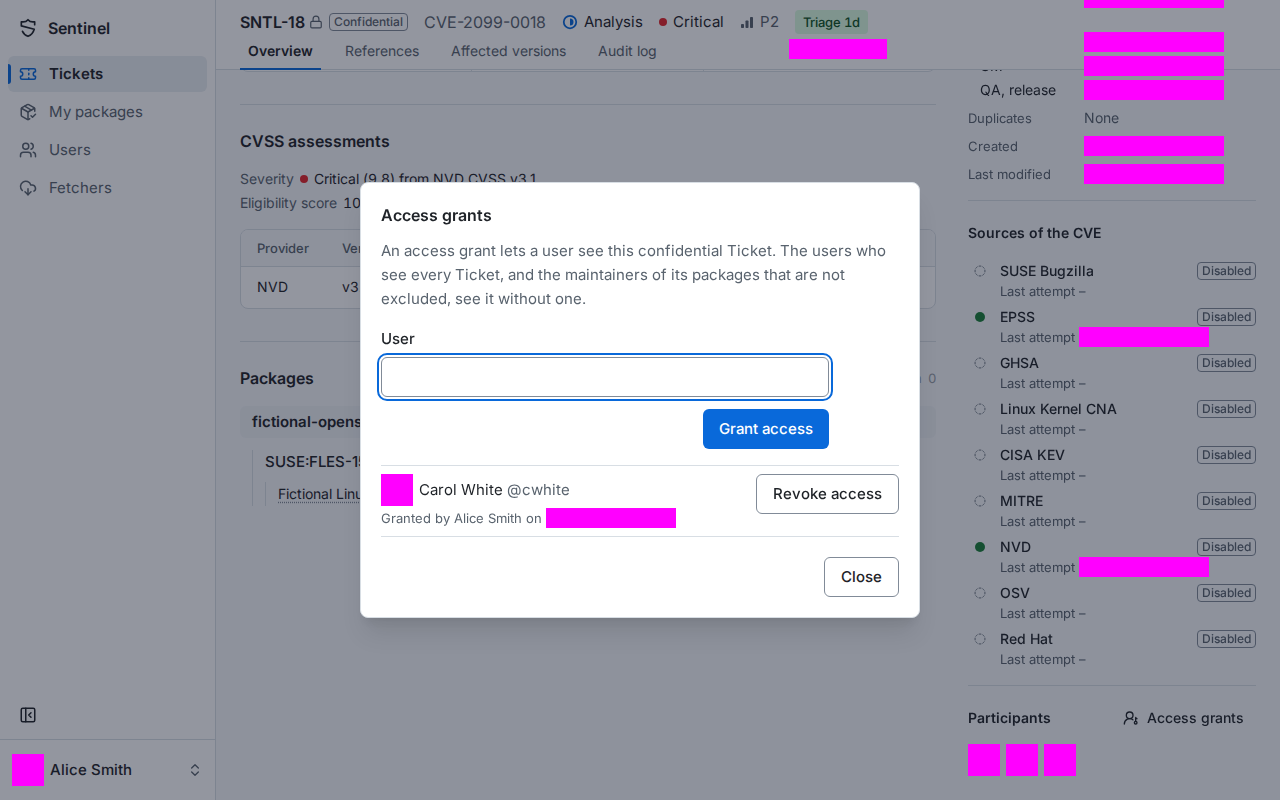 Sentinel
Tickets
My packages
Users
Fetchers
Alice Smith
SNTL-18 Confidential CVE-2099-0018 Analysis Critical P2 Triage 1d
Overview References Affected versions Audit log
CVSS assessments
Severity Critical (9.8) from NVD CVSS v3.1
Eligibility score 10
Provider
NVD v3
Packages 0
fictional-opens
SUSE:FLES-15
Fictional Linu
Access grants
An access grant lets a user see this confidential Ticket. The users who
see every Ticket, and the maintainers of its packages that are not
excluded, see it without one.
User
Grant access
Carol White @cwhite
Revoke access
Granted by Alice Smith on
Close
QA, release
Duplicates None
Created
Last modified
Sources of the CVE
SUSE Bugzilla Disabled
Last attempt –
EPSS Disabled
Last attempt
GHSA Disabled
Last attempt –
Linux Kernel CNA Disabled
Last attempt –
CISA KEV Disabled
Last attempt –
MITRE Disabled
Last attempt –
NVD Disabled
Last attempt
OSV Disabled
Last attempt –
Red Hat Disabled
Last attempt –
Participants Access grants